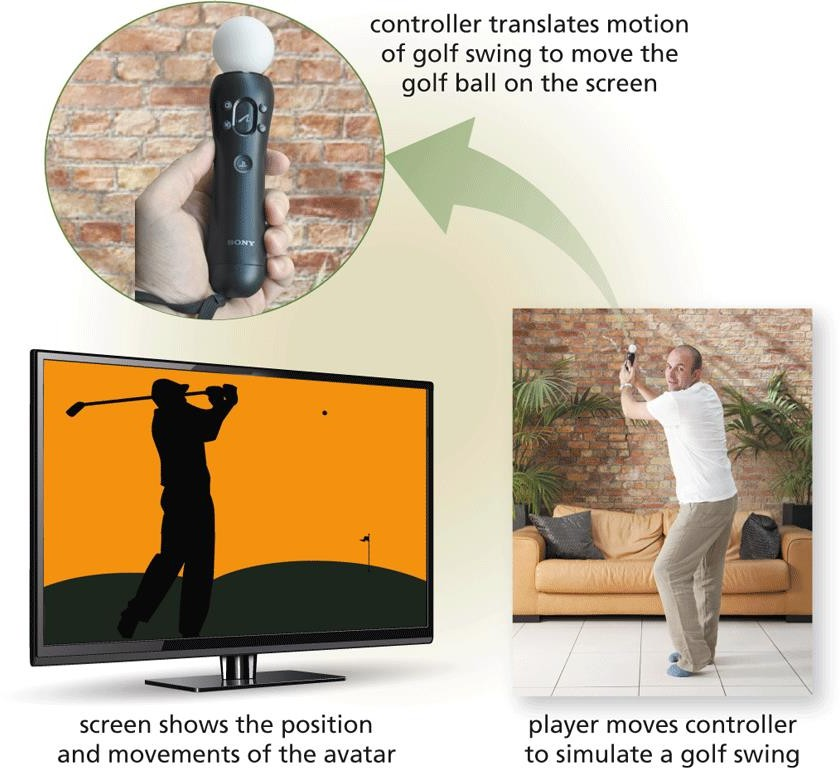 controller translates motion
of golf swing to move the
golf ball on the screen
SONY
screen shows the position
and movements of the avatar
player moves controller
to simulate a golf swing